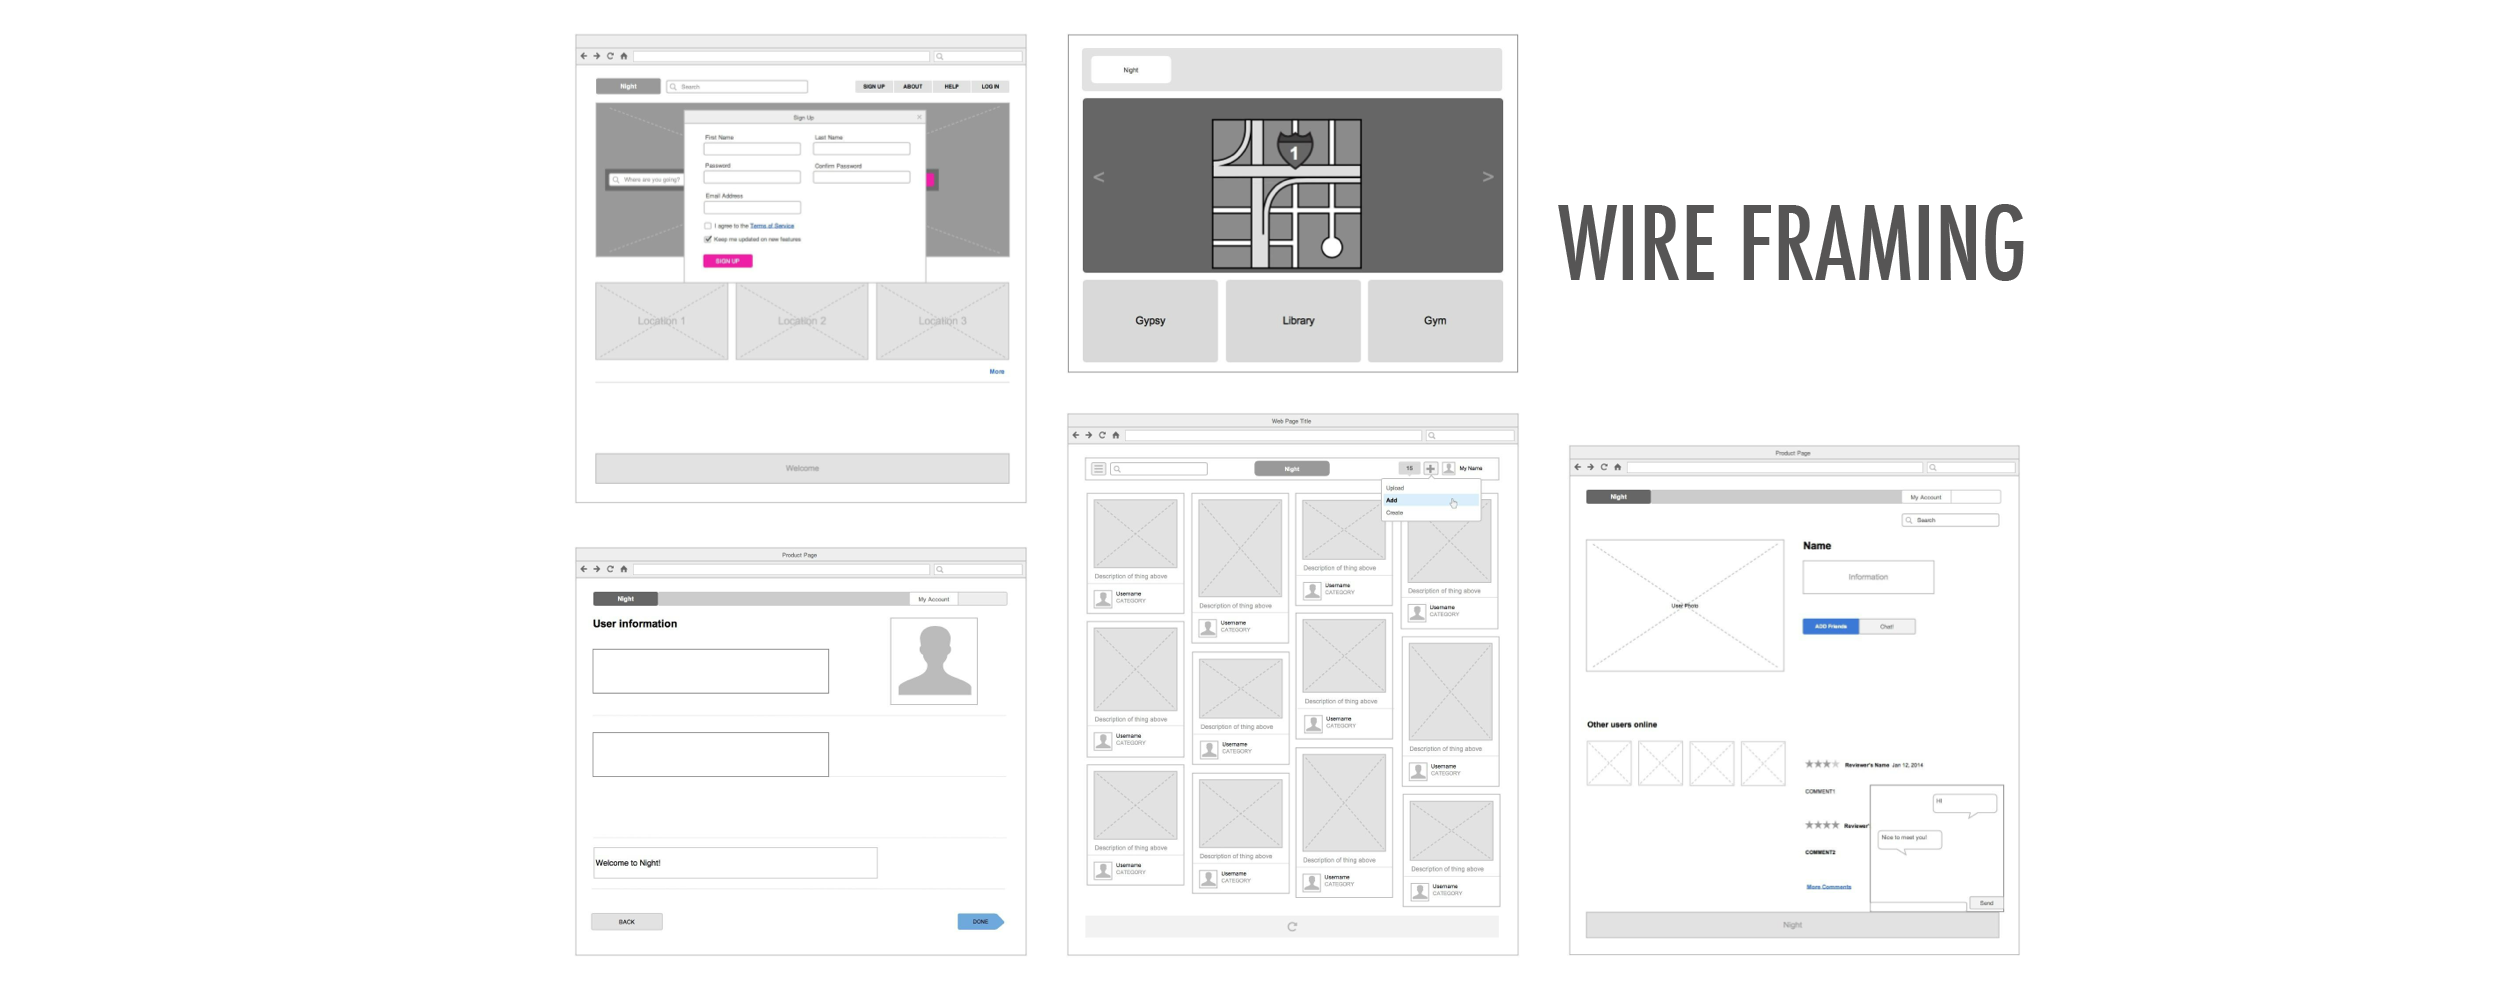 Night
Search
SIGN UP
ABOUT
HELP
LOG IN
Sign Up
First Name
Last Name
Password
Confirm Password
Where are you going?
Email Address
I agree to the Terms of Service
Keep me updated on new features
SIGN UP
Location 1
Location 2
Location 3
More
Welcome
Night
1
Gypsy
Library
Gym
WIRE FRAMING
Product Page
Night
My Account
User information
Welcome to Night!
BACK
DONE
Web Page Title
Night
15
My Name
Upload
Add
Create
Description of thing above
Username
CATEGORY
Description of thing above
Username
CATEGORY
Description of thing above
Username
CATEGORY
Description of thing above
Username
CATEGORY
Description of thing above
Username
CATEGORY
Description of thing above
Username
CATEGORY
Description of thing above
Username
CATEGORY
Description of thing above
Username
CATEGORY
Description of thing above
Username
CATEGORY
Description of thing above
Username
CATEGORY
Description of thing above
Username
CATEGORY
Description of thing above
Username
CATEGORY
Product Page
Night
My Account
Search
User Photo
Name
Information
ADD Friends
Chat!
Other users online
Reviewer's Name Jan 12, 2014
COMMENT1
Reviewer'
COMMENT2
More Comments
Hi
Nice to meet you!
Send
Night